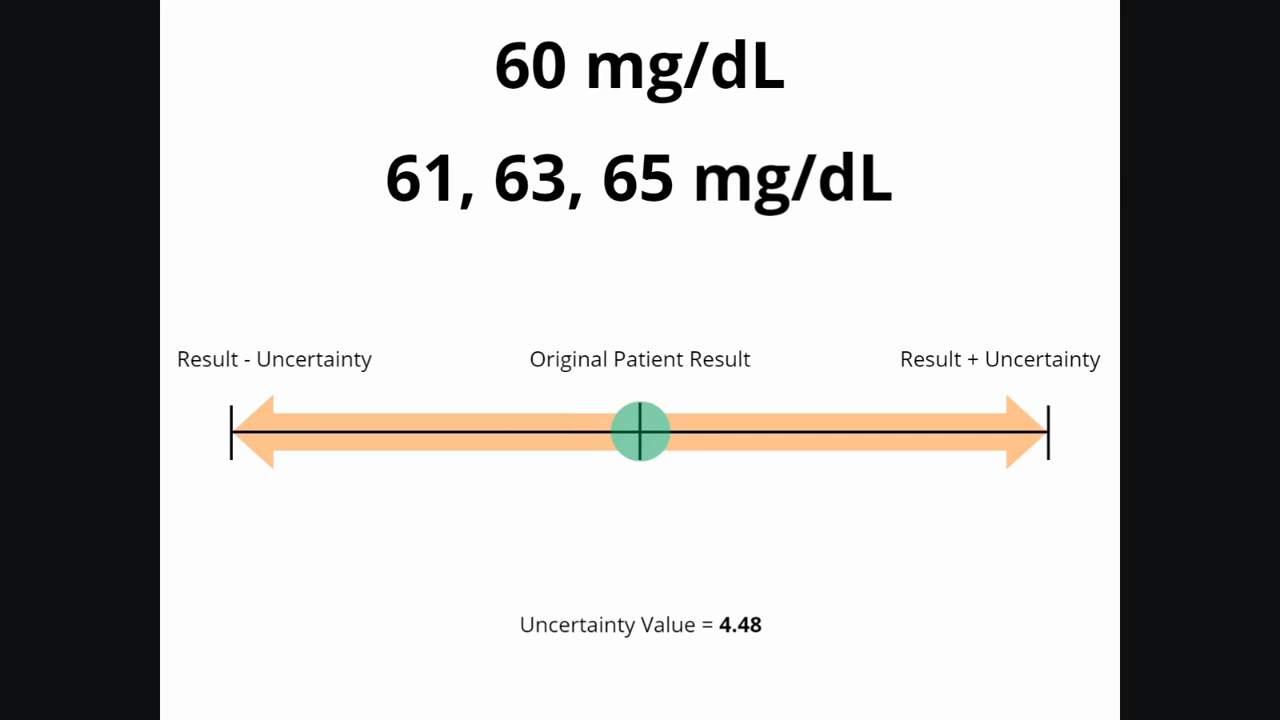 60 mg/dL
61, 63, 65 mg/dL
Result - Uncertainty
Original Patient Result
Result + Uncertainty
Uncertainty Value = 4.48